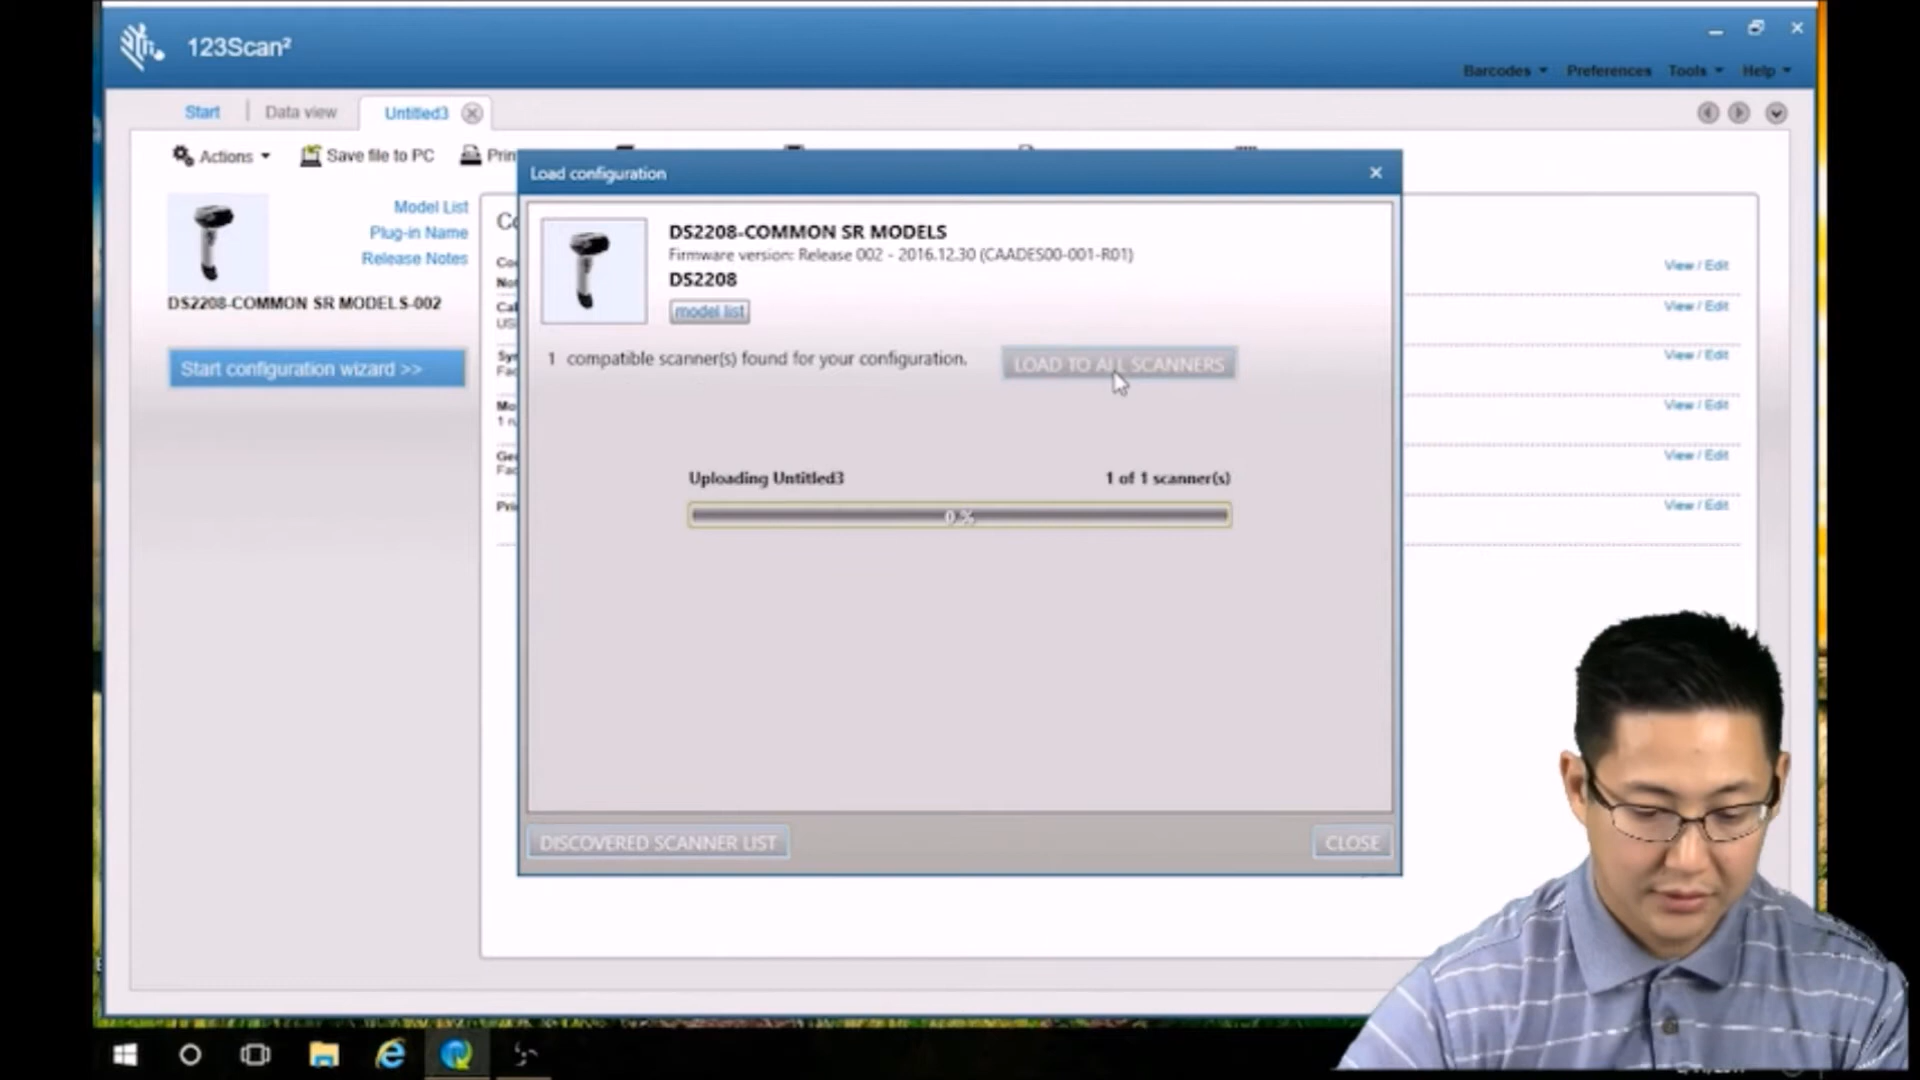 123Scan²
Barcodes Preferences Tools Help
Start Data view Untitled3
Actions Save file to PC
Load configuration
Model List
Plug-in Name
Release Notes
DS2208-COMMON SR MODELS-002
Start configuration wizard >>
DS2208-COMMON SR MODELS
Firmware version: Release 002 - 2016.12.30 (CAADES00-001-R01)
DS2208
model list
1 compatible scanner(s) found for your configuration.
LOAD TO ALL SCANNERS
Uploading Untitled3 1 of 1 scanner(s)
0 %
View / Edit
View / Edit
View / Edit
View / Edit
View / Edit
View / Edit
DISCOVERED SCANNER LIST
CLOSE